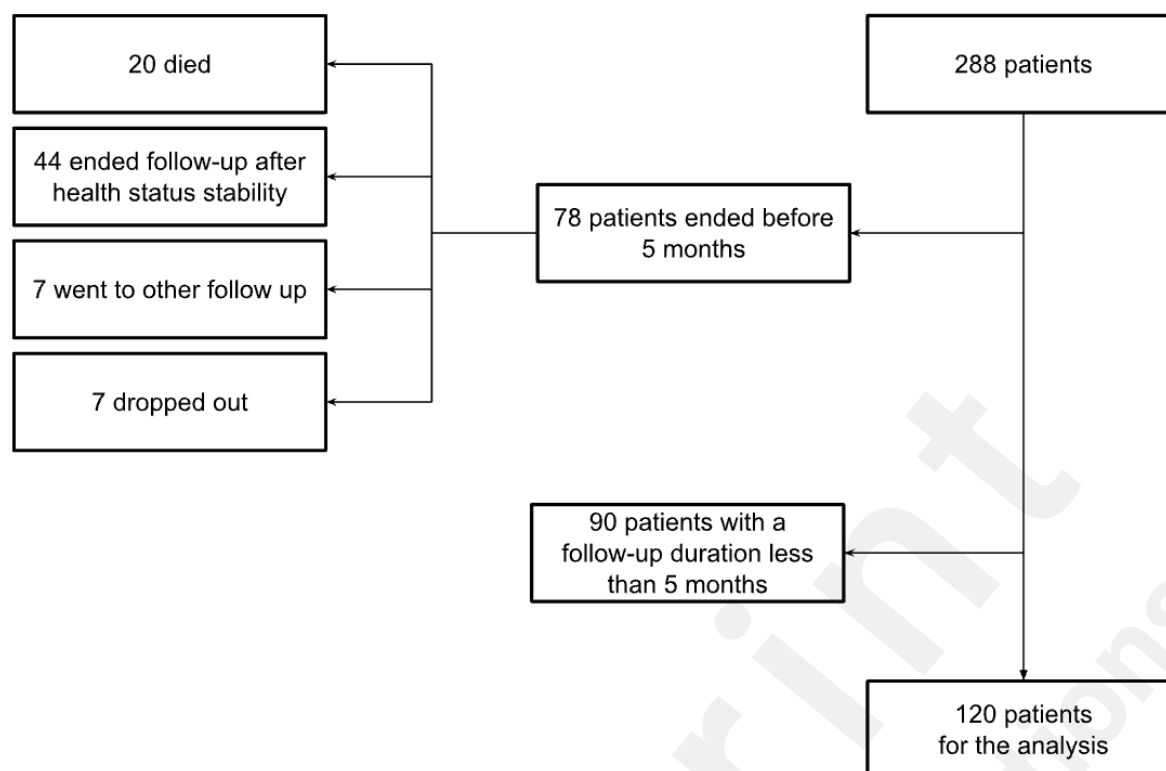 288 patients
20 died
44 ended follow-up after
health status stability
78 patients ended before
5 months
7 went to other follow up
7 dropped out
90 patients with a
follow-up duration less
than 5 months
120 patients
for the analysis
rint
tions